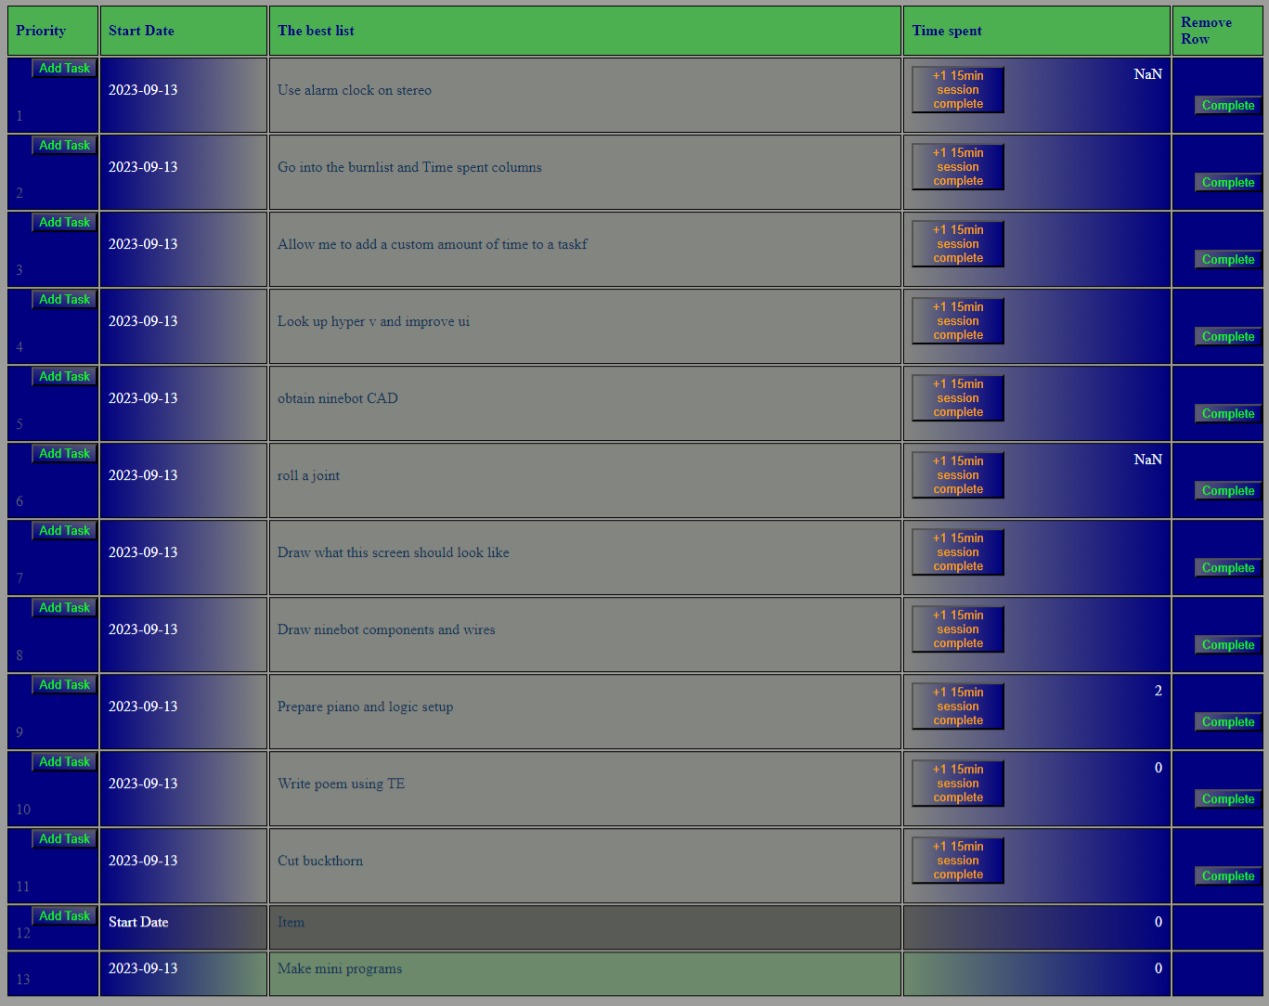 Priority Start Date The best list Time spent Remove
Row
Add Task
1 2023-09-13 Use alarm clock on stereo +1 15min
session
complete NaN Complete
Add Task
2 2023-09-13 Go into the burnlist and Time spent columns +1 15min
session
complete Complete
Add Task
3 2023-09-13 Allow me to add a custom amount of time to a taskf +1 15min
session
complete Complete
Add Task
4 2023-09-13 Look up hyper v and improve ui +1 15min
session
complete Complete
Add Task
5 2023-09-13 obtain ninebot CAD +1 15min
session
complete Complete
Add Task
6 2023-09-13 roll a joint +1 15min
session
complete NaN Complete
Add Task
7 2023-09-13 Draw what this screen should look like +1 15min
session
complete Complete
Add Task
8 2023-09-13 Draw ninebot components and wires +1 15min
session
complete Complete
Add Task
9 2023-09-13 Prepare piano and logic setup +1 15min
session
complete 2 Complete
Add Task
10 2023-09-13 Write poem using TE +1 15min
session
complete 0 Complete
Add Task
11 2023-09-13 Cut buckthorn +1 15min
session
complete Complete
Add Task
12 Start Date Item 0
13 2023-09-13 Make mini programs 0